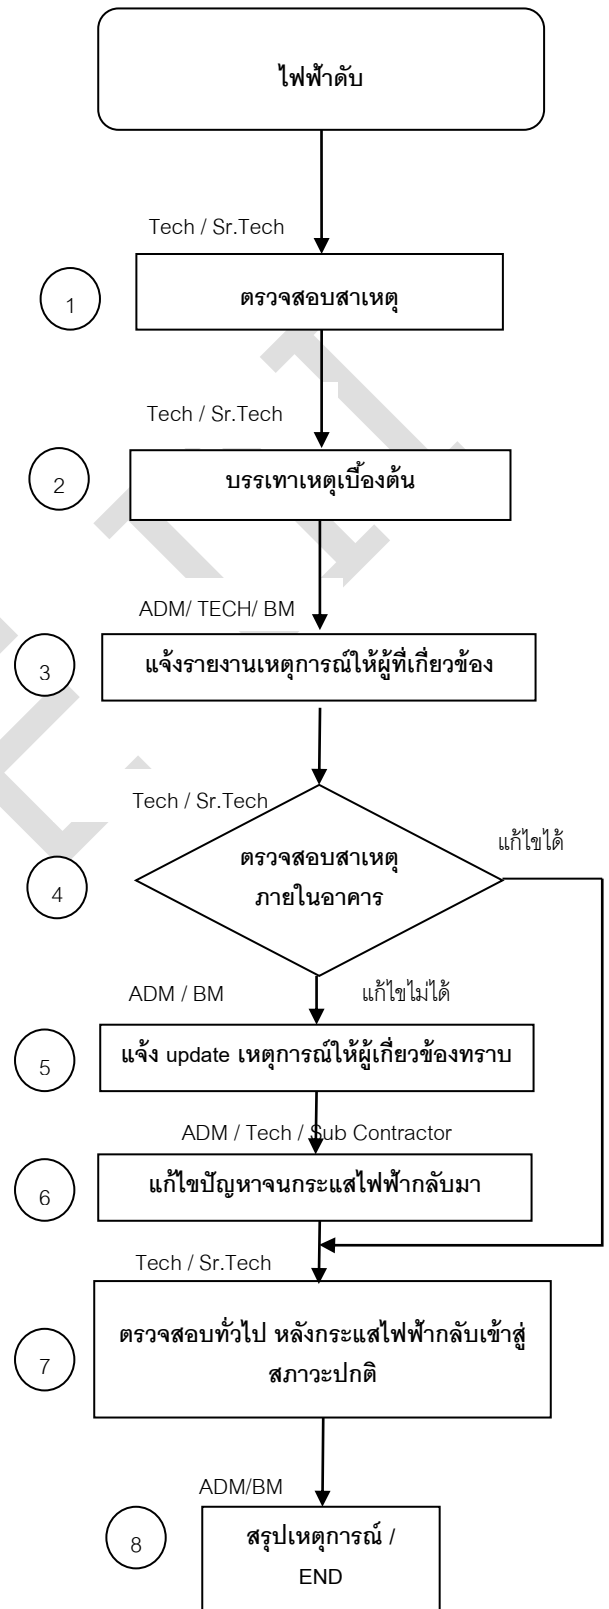 ไฟฟ้าดับ
Tech / Sr.Tech
1
ตรวจสอบสาเหตุ
Tech / Sr.Tech
2
บรรเทาเหตุเบื้องต้น
ADM/ TECH/ BM
3
แจ้งรายงานเหตุการณ์ให้ผู้ที่เกี่ยวข้อง
Tech / Sr.Tech
แก้ไขได้
4
ตรวจสอบสาเหตุ
ภายในอาคาร
ADM / BM
แก้ไขไม่ได้
5
แจ้ง update เหตุการณ์ให้ผู้เกี่ยวข้องทราบ
ADM / Tech / Sub Contractor
6
แก้ไขปัญหาจนกระแสไฟฟ้ากลับมา
Tech / Sr.Tech
7
ตรวจสอบทั่วไป หลังกระแสไฟฟ้ากลับเข้าสู่
สภาวะปกติ
ADM/BM
8
สรุปเหตุการณ์ /
END